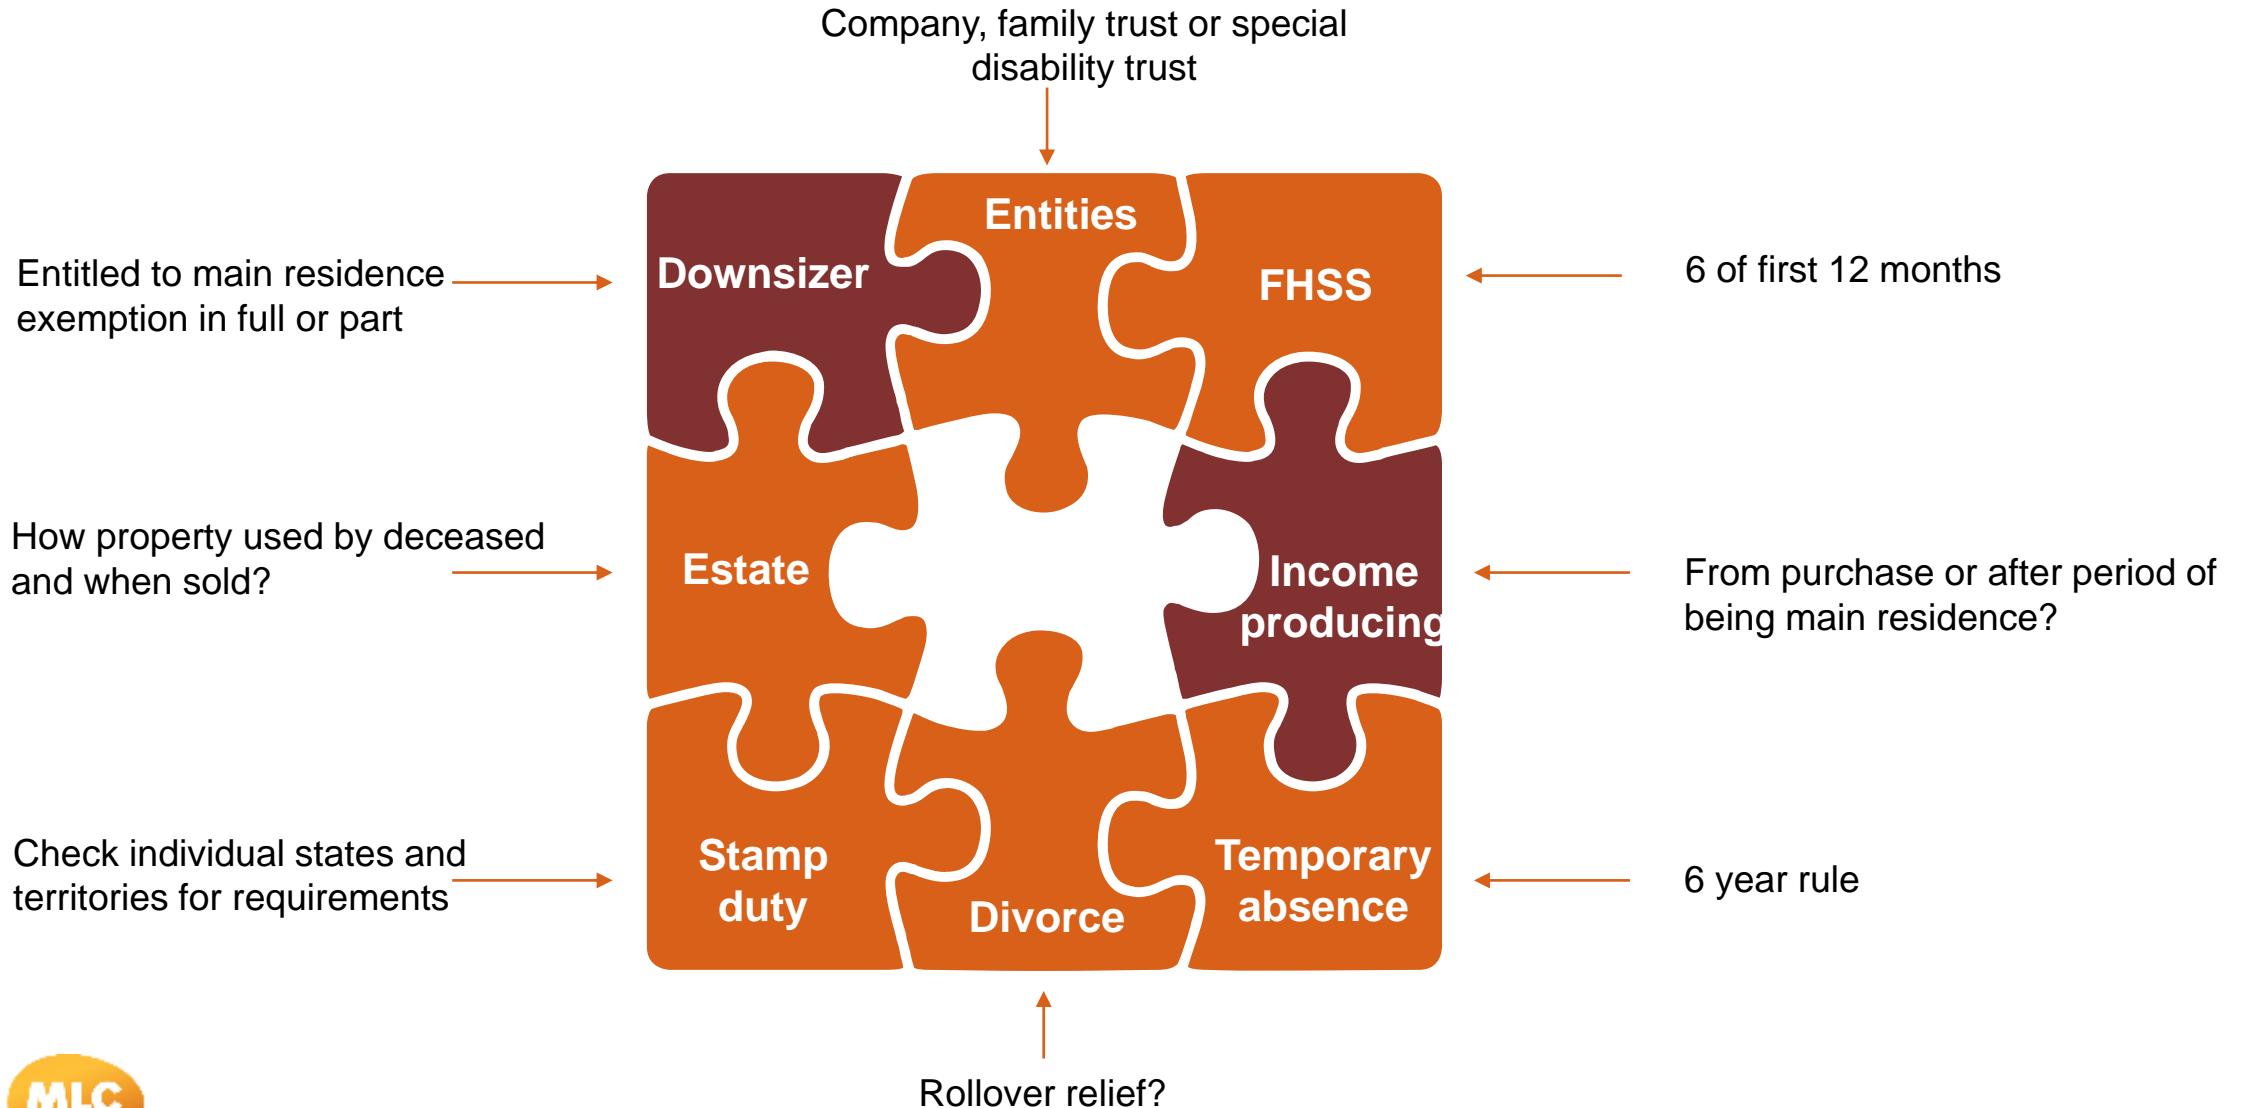 Company, family trust or special
disability trust
Entities
Downsizer
FHSS
Entitled to main residence
exemption in full or part
6 of first 12 months
How property used by deceased
and when sold?
Estate
Income
producing
From purchase or after period of
being main residence?
Check individual states and
territories for requirements
Stamp
duty
Divorce
Temporary
absence
6 year rule
Rollover relief?
MLC